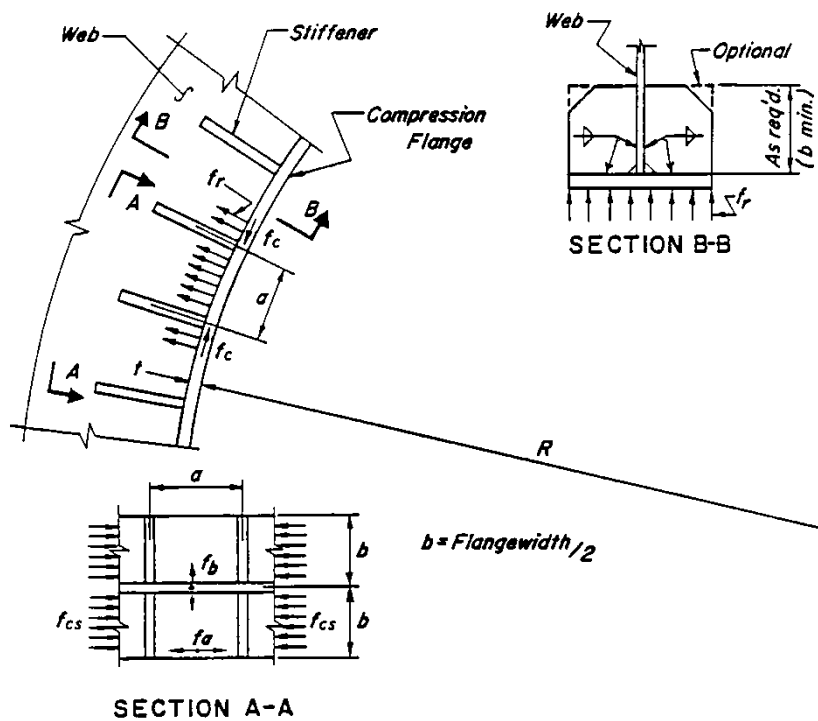 Web
Stiffener
Web
Optional
B
Compression
Flange
As req'd.
(b min.)
A
fr
B
fc
fr
SECTION B-B
a
fc
A
t
R
a
b = Flangewidth/2
fb
b
fcs
fa
fcs
b
SECTION A-A